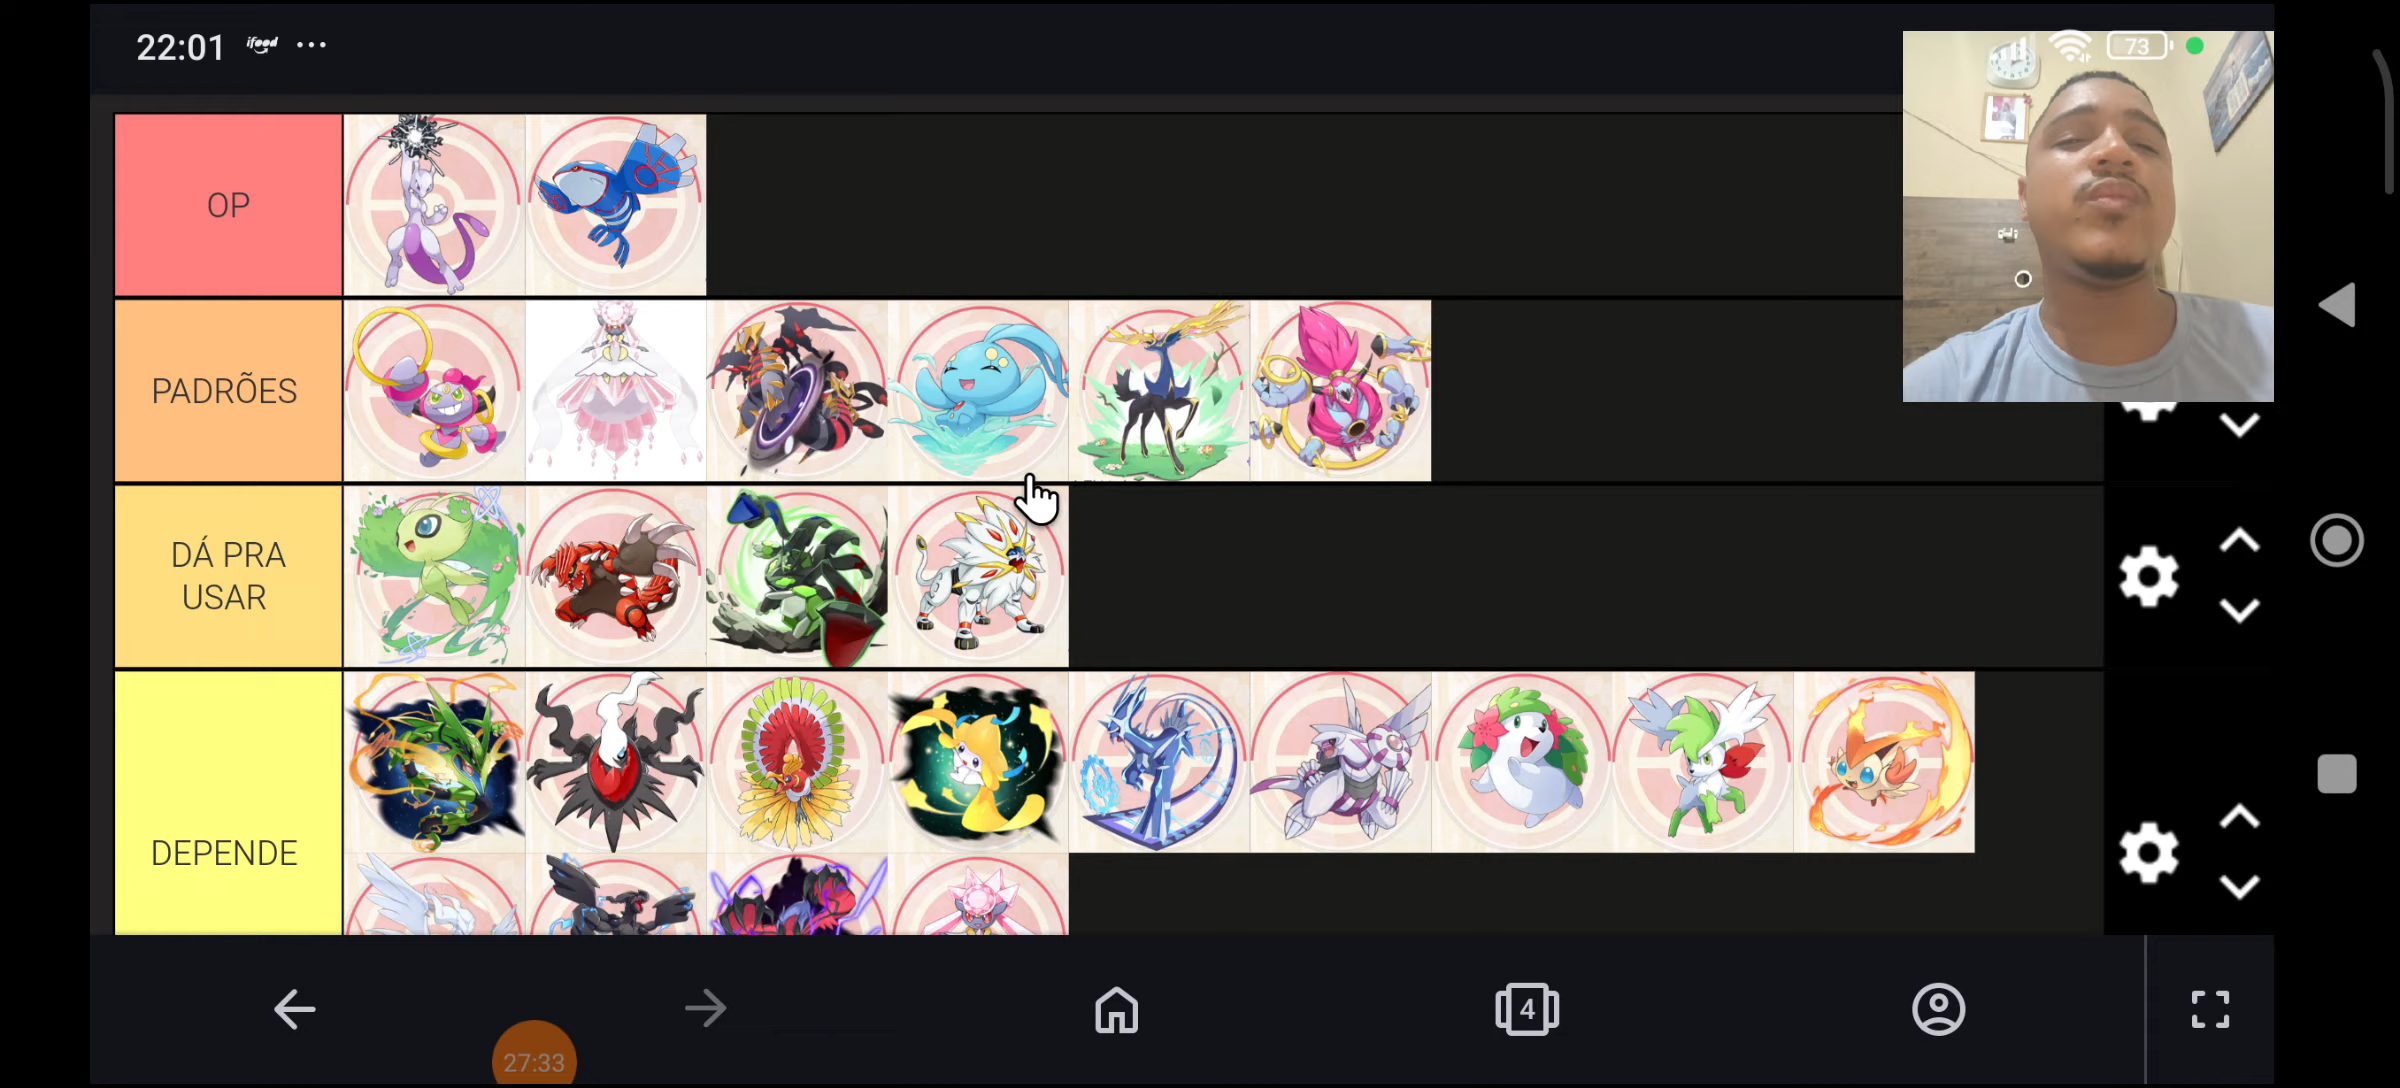 22:01 ifood ...
73
OP
PADRÕES
DÁ PRA
USAR
DEPENDE
4
27:33